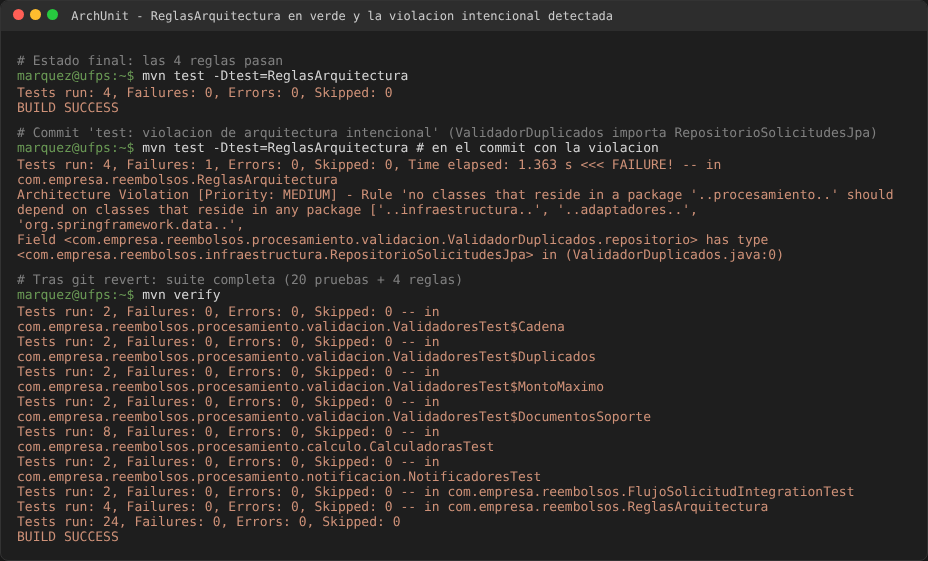 ArchUnit - ReglasArquitectura en verde y la violacion intencional detectada
# Estado final: las 4 reglas pasan
marquez@ufps:~$ mvn test -Dtest=ReglasArquitectura
Tests run: 4, Failures: 0, Errors: 0, Skipped: 0
BUILD SUCCESS
# Commit 'test: violacion de arquitectura intencional' (ValidadorDuplicados importa RepositorioSolicitudesJpa)
marquez@ufps:~$ mvn test -Dtest=ReglasArquitectura # en el commit con la violacion
Tests run: 4, Failures: 1, Errors: 0, Skipped: 0, Time elapsed: 1.363 s <<< FAILURE! -- in
com.empresa.reembolsos.ReglasArquitectura
Architecture Violation [Priority: MEDIUM] - Rule 'no classes that reside in a package '..procesamiento..' should
depend on classes that reside in any package ['..infraestructura..', '..adaptadores..',
'org.springframework.data..',
Field <com.empresa.reembolsos.procesamiento.validacion.ValidadorDuplicados.repositorio> has type
<com.empresa.reembolsos.infraestructura.RepositorioSolicitudesJpa> in (ValidadorDuplicados.java:0)
# Tras git revert: suite completa (20 pruebas + 4 reglas)
marquez@ufps:~$ mvn verify
Tests run: 2, Failures: 0, Errors: 0, Skipped: 0 -- in
com.empresa.reembolsos.procesamiento.validacion.ValidadoresTest$Cadena
Tests run: 2, Failures: 0, Errors: 0, Skipped: 0 -- in
com.empresa.reembolsos.procesamiento.validacion.ValidadoresTest$Duplicados
Tests run: 2, Failures: 0, Errors: 0, Skipped: 0 -- in
com.empresa.reembolsos.procesamiento.validacion.ValidadoresTest$MontoMaximo
Tests run: 2, Failures: 0, Errors: 0, Skipped: 0 -- in
com.empresa.reembolsos.procesamiento.validacion.ValidadoresTest$DocumentosSoporte
Tests run: 8, Failures: 0, Errors: 0, Skipped: 0 -- in
com.empresa.reembolsos.procesamiento.calculo.CalculadorasTest
Tests run: 2, Failures: 0, Errors: 0, Skipped: 0 -- in
com.empresa.reembolsos.procesamiento.notificacion.NotificadoresTest
Tests run: 2, Failures: 0, Errors: 0, Skipped: 0 -- in com.empresa.reembolsos.FlujoSolicitudIntegrationTest
Tests run: 4, Failures: 0, Errors: 0, Skipped: 0 -- in com.empresa.reembolsos.ReglasArquitectura
Tests run: 24, Failures: 0, Errors: 0, Skipped: 0
BUILD SUCCESS